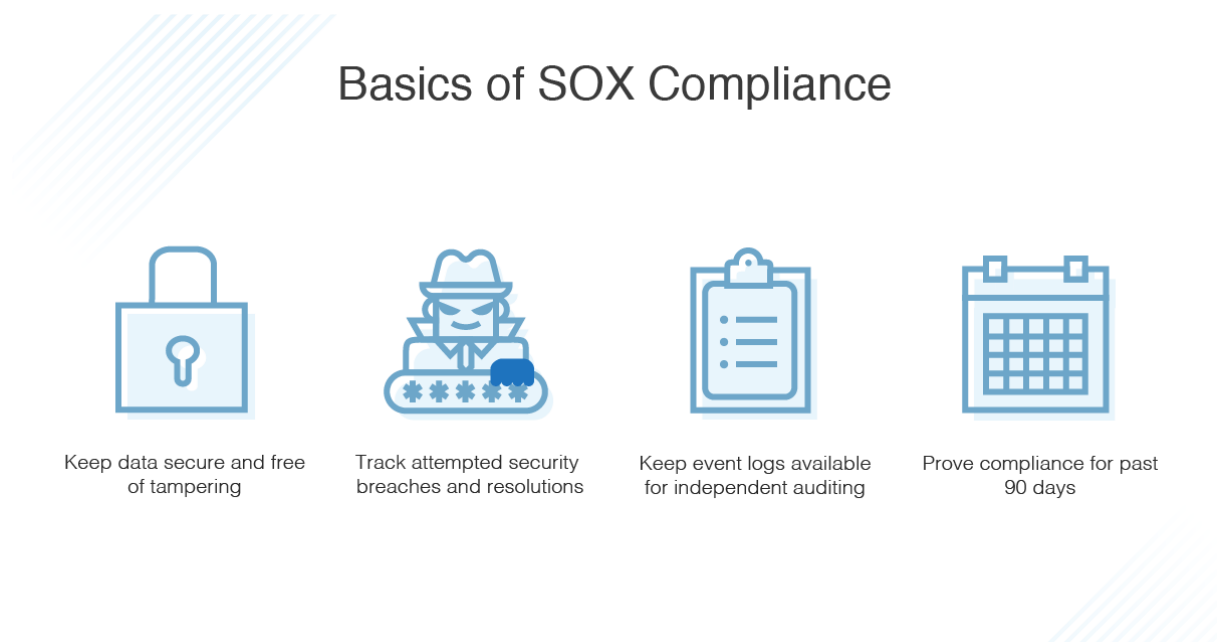 Basics of SOX Compliance
Keep data secure and free
of tampering
Track attempted security
breaches and resolutions
Keep event logs available
for independent auditing
Prove compliance for past
90 days